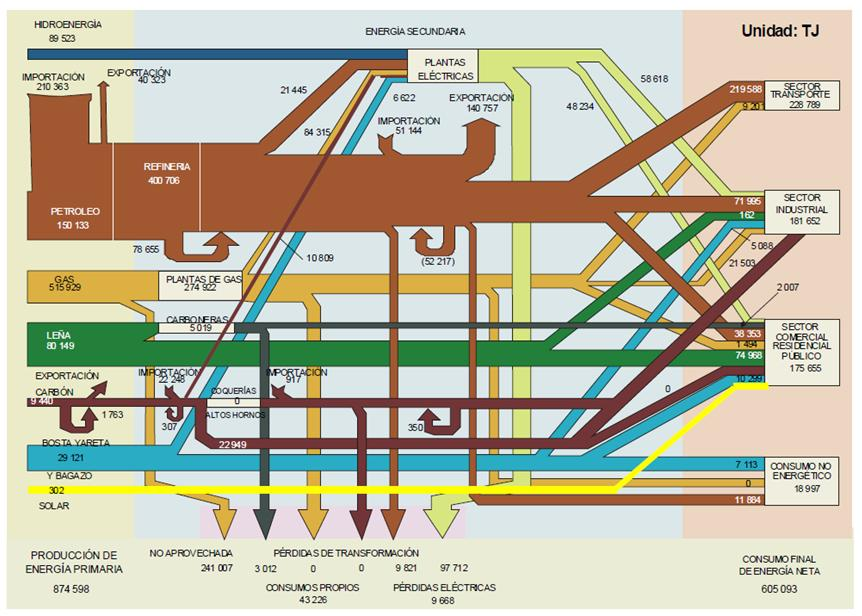 HIDROENERGÍA
89 523
ENERGÍA SECUNDARIA
Unidad: TJ
PLANTAS
ELÉCTRICAS
IMPORTACIÓN
210 363
EXPORTACIÓN
40 323
21 445
6 622
84 315
EXPORTACIÓN
140 757
IMPORTACIÓN
51 144
58 618
48 234
219 588
9 201
SECTOR
TRANSPORTE
228 789
REFINERIA
400 706
PETROLEO
150 133
78 655
10 809
(52 217)
71 995
162
5 088
21 503
SECTOR
INDUSTRIAL
181 652
GAS
515 929
PLANTAS DE GAS
274 922
2 007
CARBONERAS
5 019
LEÑA
80 149
38 353
1 494
74 968
10 299
0
SECTOR
COMERCIAL
RESIDENCIAL
PÚBLICO
175 655
EXPORTACIÓN
CARBÓN
9 440
1 763
IMPORTACIÓN
22 248
307
COQUERÍAS
0
ALTOS HORNOS
IMPORTACIÓN
917
350
22 949
BOSTA YARETA
29 121
Y BAGAZO
302
SOLAR
7 113
0
11 884
CONSUMO NO
ENERGÉTICO
18 997
PRODUCCIÓN DE
ENERGÍA PRIMARIA
874 598
NO APROVECHADA
241 007
PÉRDIDAS DE TRANSFORMACIÓN
3 012
0
0
9 821
97 712
CONSUMOS PROPIOS
43 226
PÉRDIDAS ELÉCTRICAS
9 668
CONSUMO FINAL
DE ENERGÍA NETA
605 093